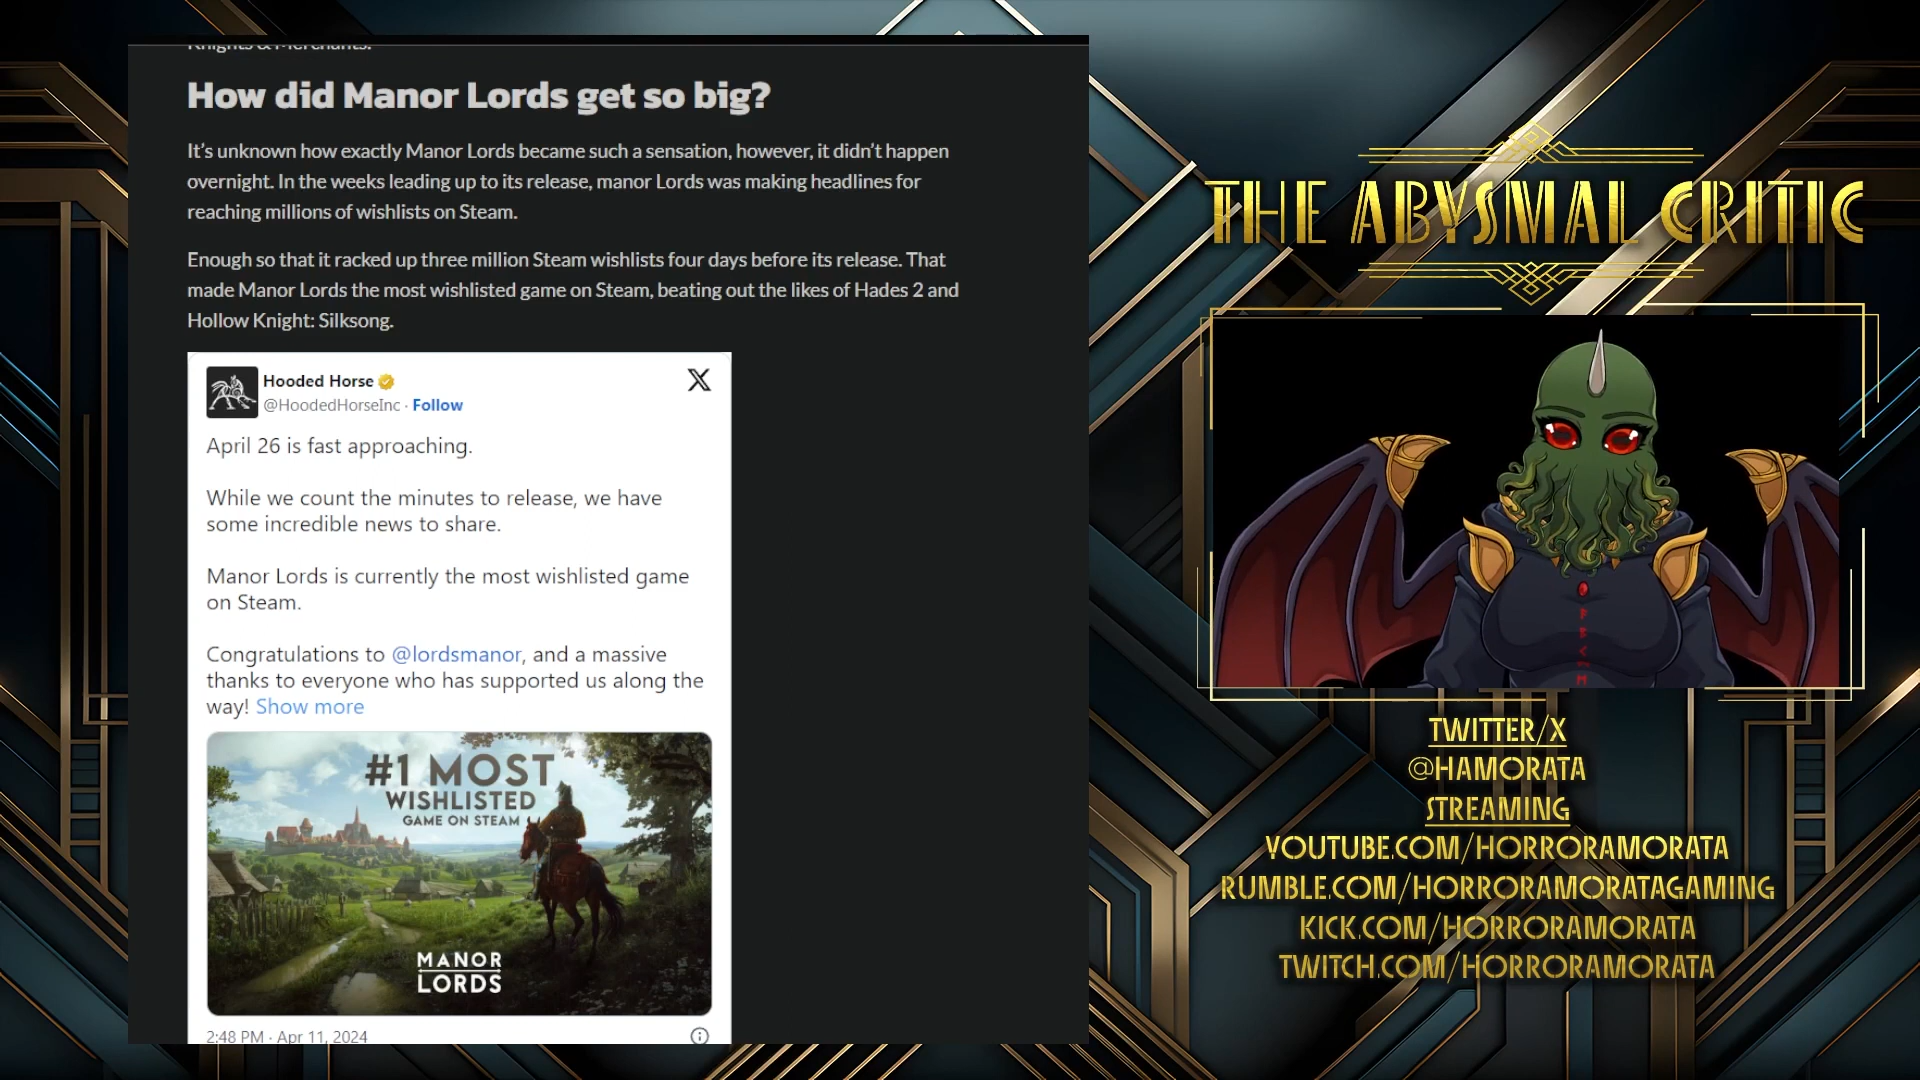 Knights & Merchants.
How did Manor Lords get so big?
It's unknown how exactly Manor Lords became such a sensation, however, it didn't happen
overnight. In the weeks leading up to its release, manor Lords was making headlines for
reaching millions of wishlists on Steam.
Enough so that it racked up three million Steam wishlists four days before its release. That
made Manor Lords the most wishlisted game on Steam, beating out the likes of Hades 2 and
Hollow Knight: Silksong.
Hooded Horse
@HoodedHorseInc · Follow
April 26 is fast approaching.
While we count the minutes to release, we have
some incredible news to share.
Manor Lords is currently the most wishlisted game
on Steam.
Congratulations to @lordsmanor, and a massive
thanks to everyone who has supported us along the
way! Show more
#1 MOST
WISHLISTED
GAME ON STEAM
MANOR
LORDS
2:48 PM · Apr 11, 2024
THE ABYSMAL CRITIC
TWITTER/X
@HAMORATA
STREAMING
YOUTUBE.COM/HORRORAMORATA
RUMBLE.COM/HORRORAMORATAGAMING
KICK.COM/HORRORAMORATA
TWITCH.COM/HORRORAMORATA